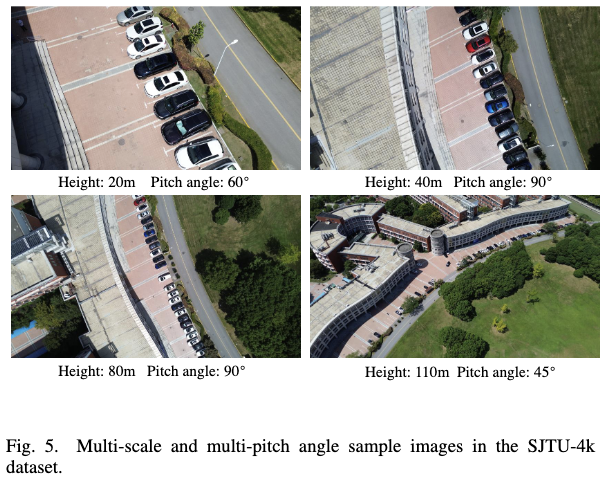 Height: 20m Pitch angle: 60°
Height: 40m Pitch angle: 90°
Height: 80m Pitch angle: 90°
Height: 110m Pitch angle: 45°
Fig. 5. Multi-scale and multi-pitch angle sample images in the SJTU-4k
dataset.